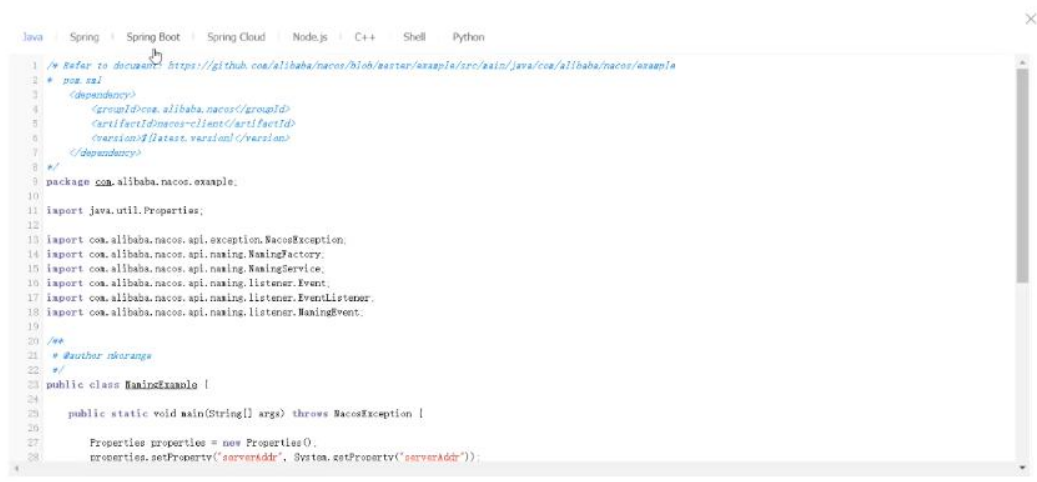 Java Spring Spring Boot Spring Cloud Node.js C++ Shell Python
1 /* Refer to document: https://github.com/alibaba/nacos/blob/master/example/src/main/java/com/alibaba/nacos/example
2 * pom.xml
3 <dependency>
4 <groupId>com.alibaba.nacos</groupId>
5 <artifactId>nacos-client</artifactId>
6 <version>${latest.version}</version>
7 </dependency>
8 */
9 package com.alibaba.nacos.example;
10
11 import java.util.Properties;
12
13 import com.alibaba.nacos.api.exception.NacosException;
14 import com.alibaba.nacos.api.naming.NamingFactory;
15 import com.alibaba.nacos.api.naming.NamingService;
16 import com.alibaba.nacos.api.naming.listener.Event;
17 import com.alibaba.nacos.api.naming.listener.EventListener;
18 import com.alibaba.nacos.api.naming.listener.NamingEvent;
19
20 /**
21 * @author nkorange
22 */
23 public class NamingExample {
24
25 public static void main(String[] args) throws NacosException {
26
27 Properties properties = new Properties();
28 properties.setProperty("serverAddr", System.getProperty("serverAddr"));